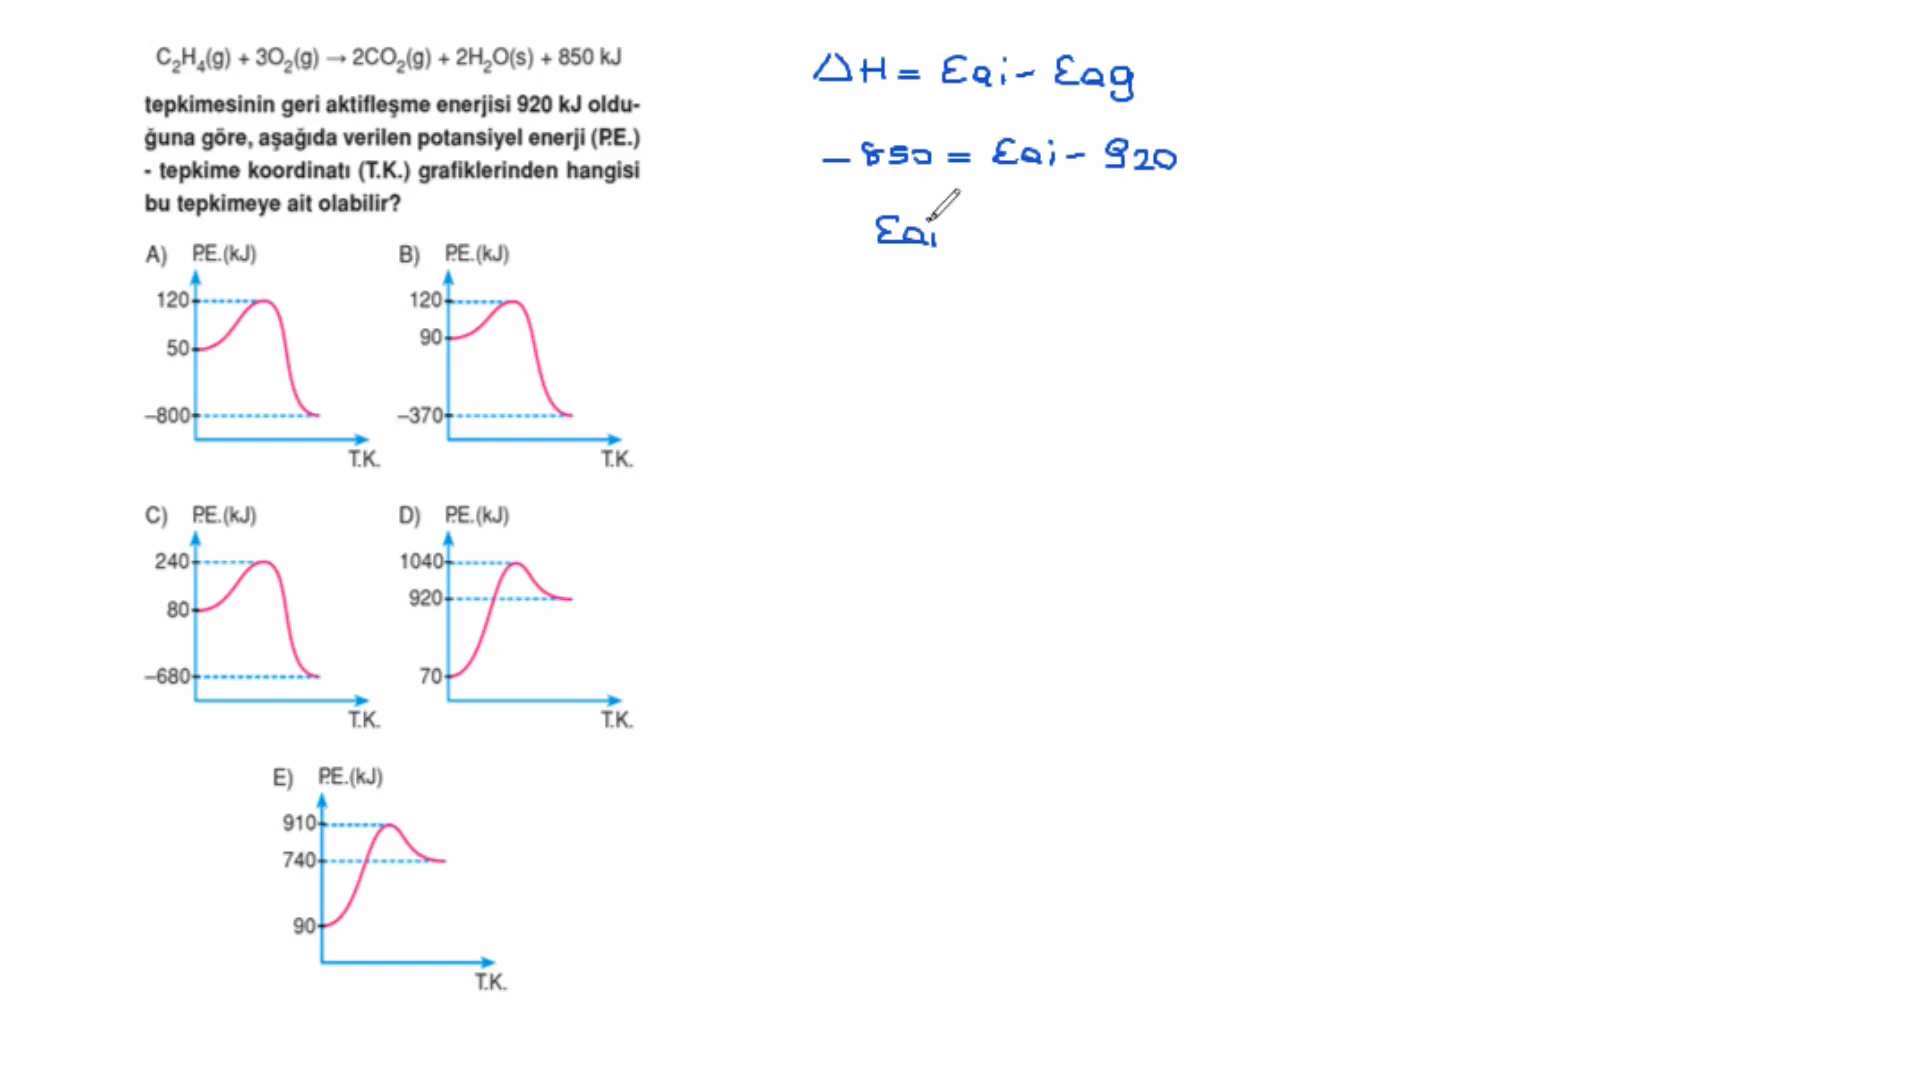 C₂H₄(g) + 3O₂(g) → 2CO₂(g) + 2H₂O(s) + 850 kJ
tepkimesinin geri aktifleşme enerjisi 920 kJ oldu-
ğuna göre, aşağıda verilen potansiyel enerji (P.E.)
- tepkime koordinatı (T.K.) grafiklerinden hangisi
bu tepkimeye ait olabilir?
A) P.E.(kJ)
120
50
–800
T.K.
B) P.E.(kJ)
120
90
–370
T.K.
C) P.E.(kJ)
240
80
–680
T.K.
D) P.E.(kJ)
1040
920
70
T.K.
E) P.E.(kJ)
910
740
90
T.K.
ΔH = Eai - Eag
- 850 = Eai - 920
Eai